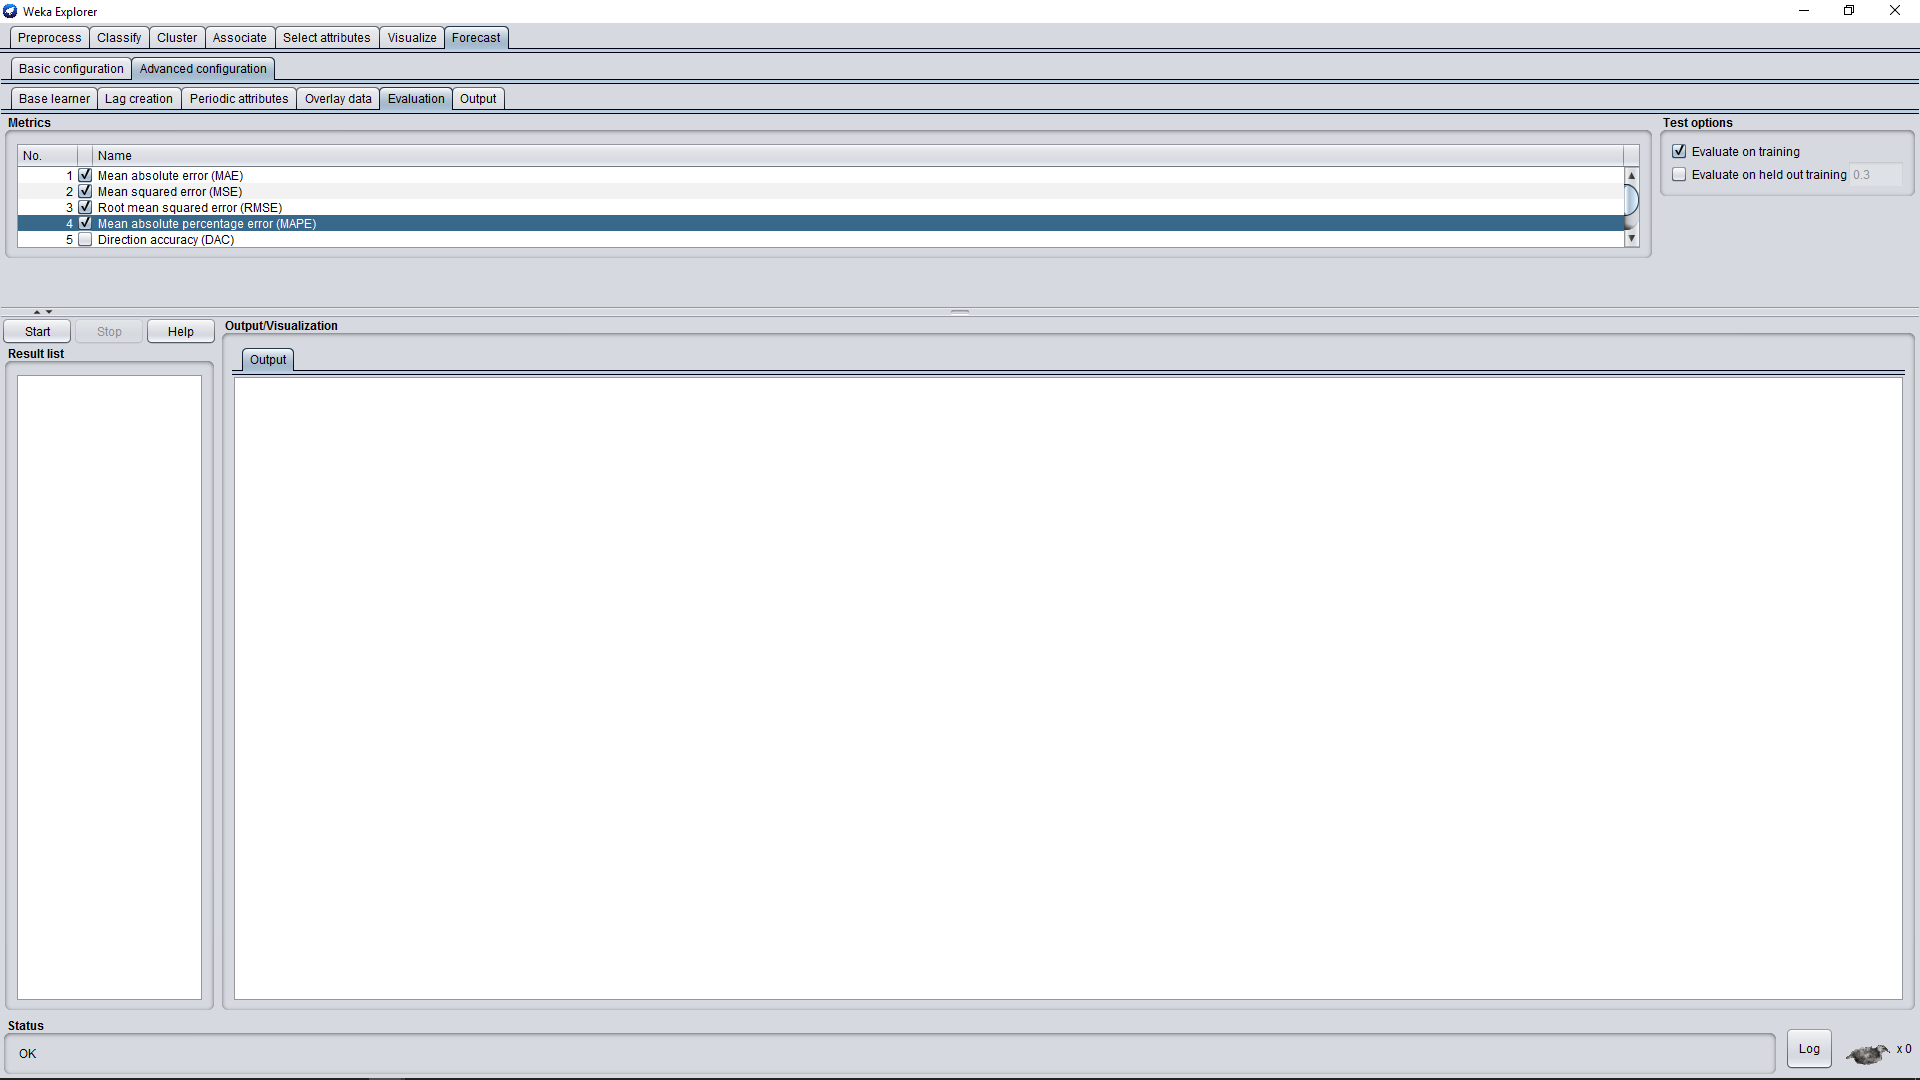 Weka Explorer
Preprocess Classify Cluster Associate Select attributes Visualize Forecast
Basic configuration Advanced configuration
Base learner Lag creation Periodic attributes Overlay data Evaluation Output
Metrics
No. Name
1 Mean absolute error (MAE)
2 Mean squared error (MSE)
3 Root mean squared error (RMSE)
4 Mean absolute percentage error (MAPE)
5 Direction accuracy (DAC)
Test options
Evaluate on training
Evaluate on held out training 0.3
Start Stop Help
Result list
Output/Visualization
Output
Status
OK
Log x 0